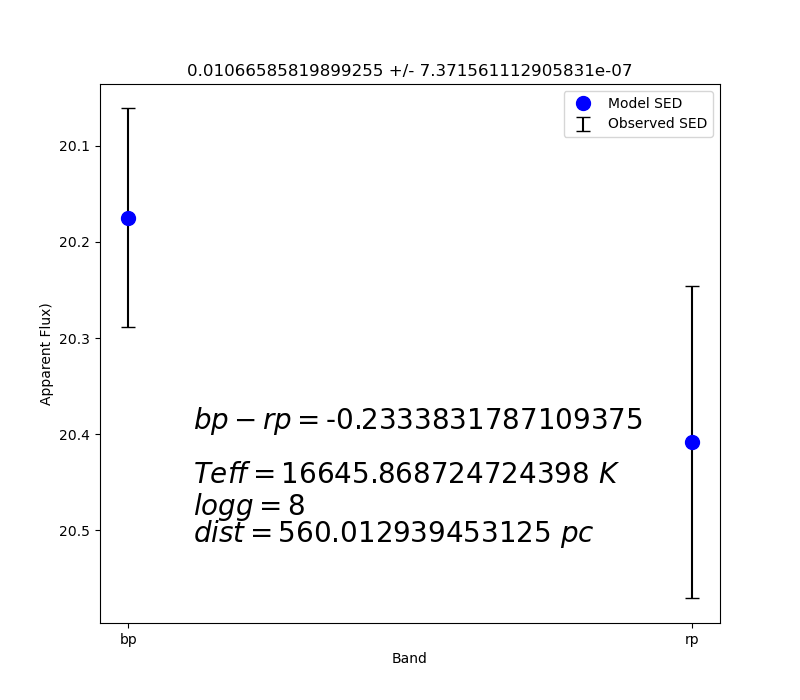 0.01066585819899255 +/- 7.371561112905831e-07
Model SED
Observed SED
20.1
20.2
20.3
20.4
20.5
Apparent Flux)
bp − rp = -0.2333831787109375
Teff = 16645.868724724398 K
logg = 8
dist = 560.012939453125 pc
bp
rp
Band